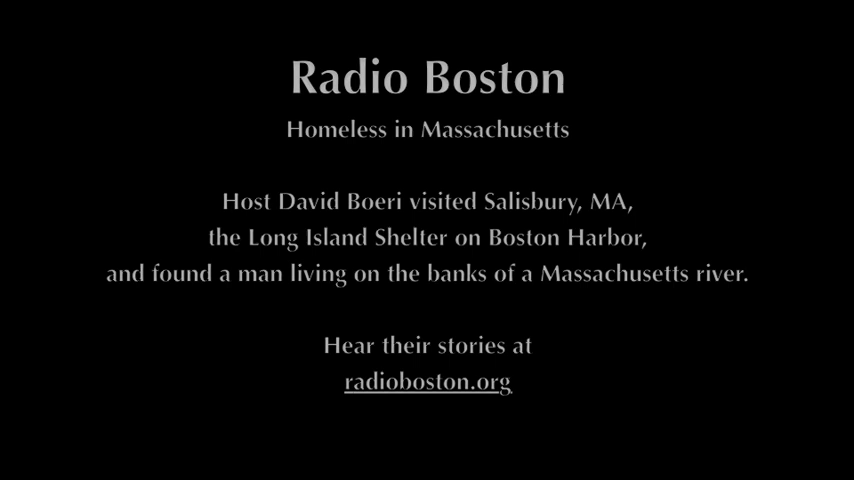 Radio Boston
Homeless in Massachusetts
Host David Boeri visited Salisbury, MA,
the Long Island Shelter on Boston Harbor,
and found a man living on the banks of a Massachusetts river.
Hear their stories at
radioboston.org